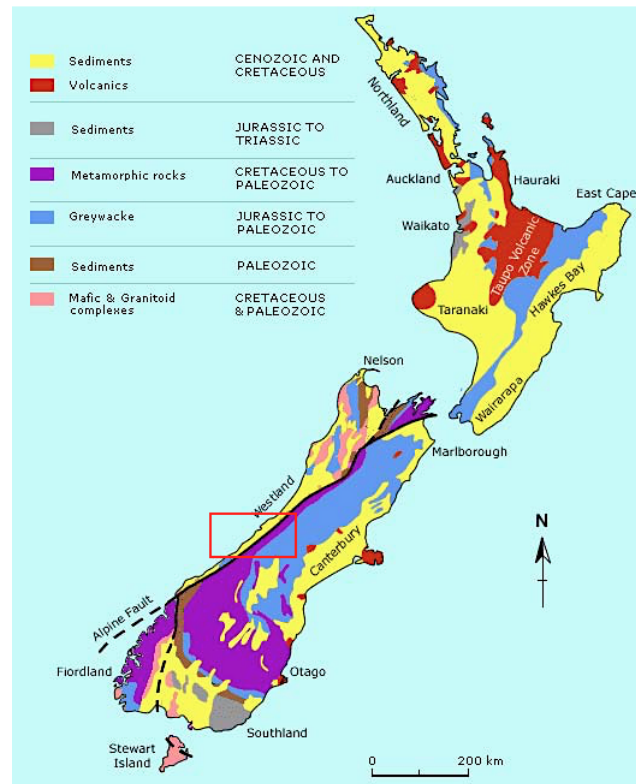 Sediments CENOZOIC AND
CRETACEOUS
Volcanics
Sediments JURASSIC TO
TRIASSIC
Metamorphic rocks CRETACEOUS TO
PALEOZOIC
Greywacke JURASSIC TO
PALEOZOIC
Sediments PALEOZOIC
Mafic & Granitoid CRETACEOUS
complexes & PALEOZOIC
Northland
Auckland
Hauraki
East Cape
Waikato
Taupo Volcanic
Zone
Hawkes Bay
Taranaki
Wairarapa
Nelson
Marlborough
Westland
N
Canterbury
Alpine Fault
Fiordland
Otago
Southland
Stewart
Island
0 200 km